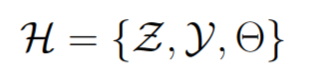 ℋ = {𝒵, 𝒴, Θ}